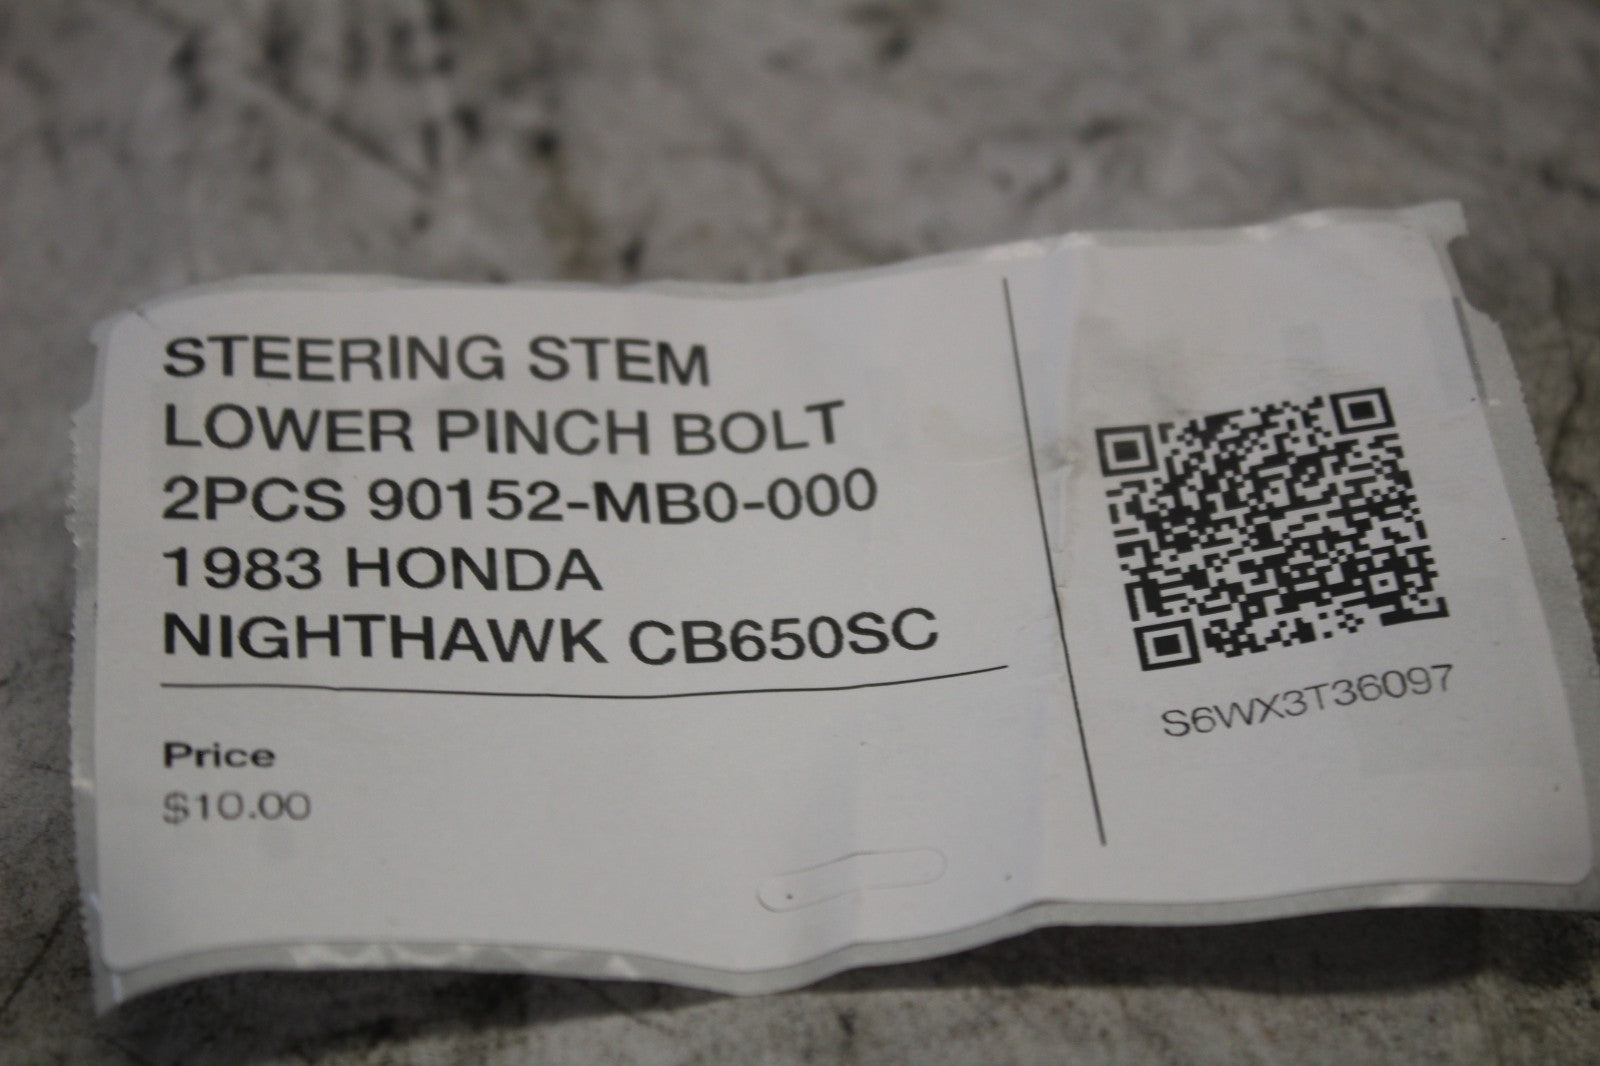 STEERING STEM
LOWER PINCH BOLT
2PCS 90152-MB0-000
1983 HONDA
NIGHTHAWK CB650SC
Price
$10.00
S6WX3T36097